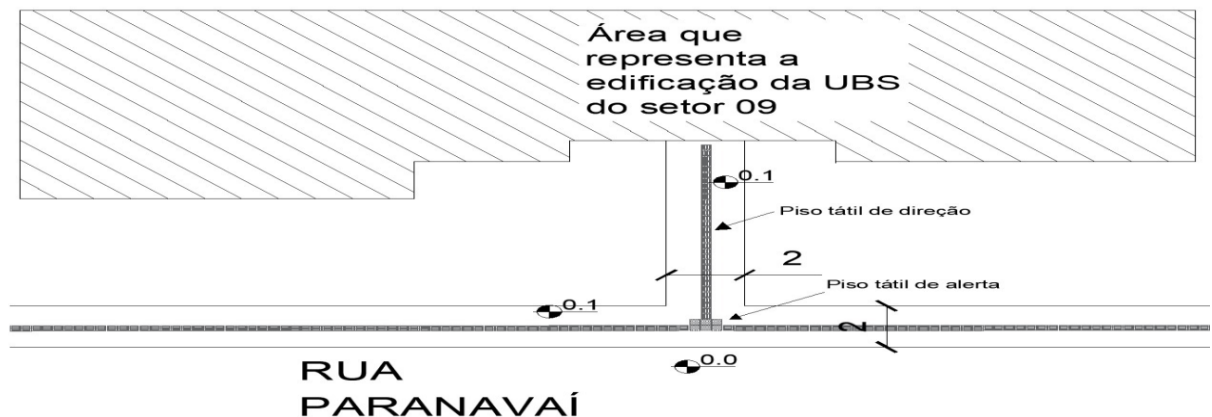 Área que
representa a
edificação da UBS
do setor 09
0.1
Piso tátil de direção
2
Piso tátil de alerta
0.1
2
0.0
RUA
PARANAVAÍ